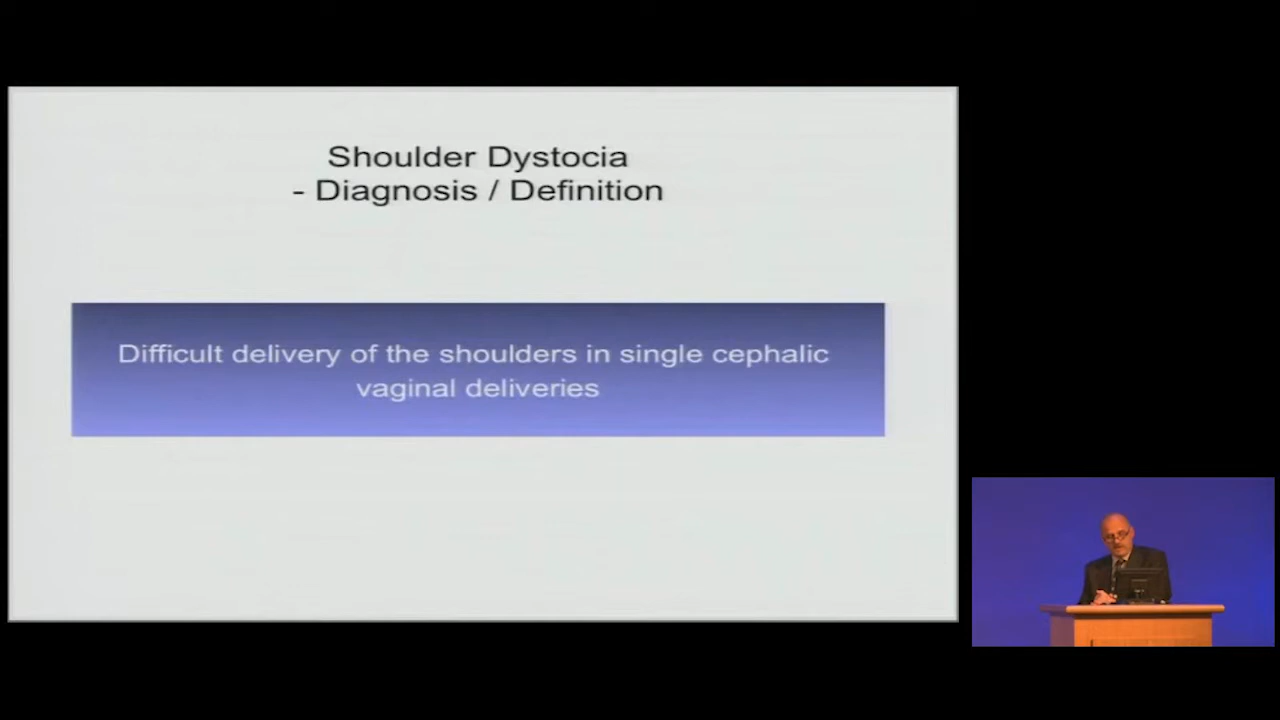 Shoulder Dystocia
- Diagnosis / Definition
Difficult delivery of the shoulders in single cephalic
vaginal deliveries